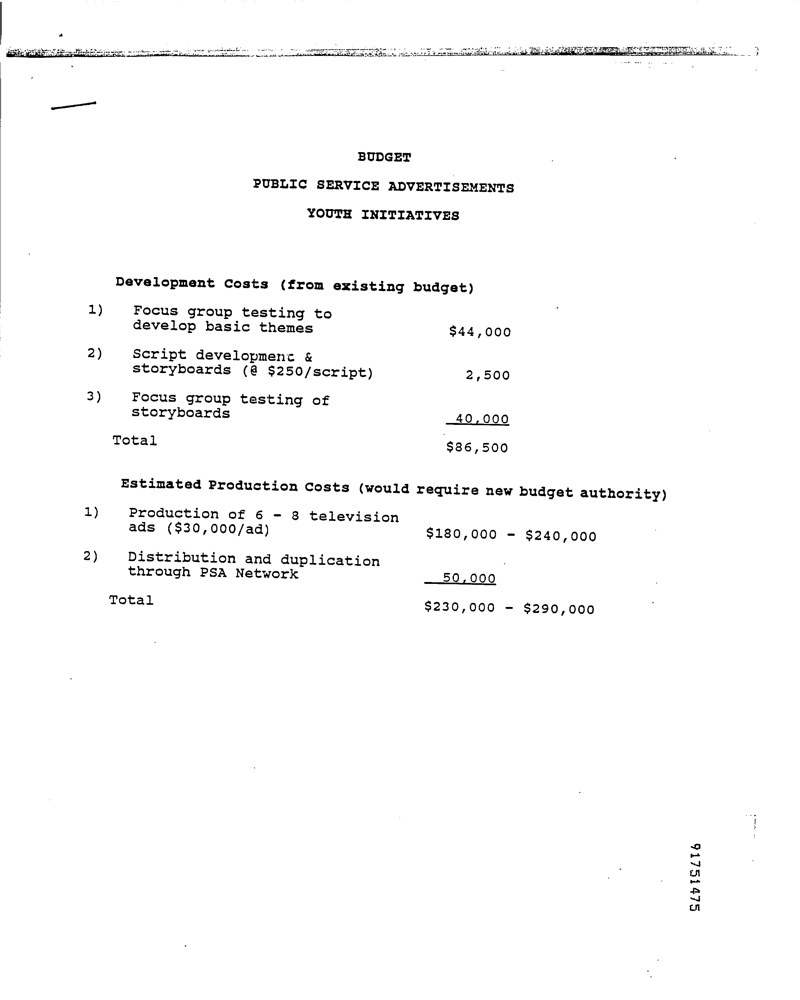 BUDGET
PUBLIC SERVICE ADVERTISEMENTS
YOUTH INITIATIVES
Development Costs (from existing budget)
1) Focus group testing to
develop basic themes $44,000
2) Script development &
storyboards (@ $250/script) 2,500
3) Focus group testing of
storyboards 40,000
Total $86,500
Estimated Production Costs (would require new budget authority)
1) Production of 6 - 8 television
ads ($30,000/ad) $180,000 - $240,000
2) Distribution and duplication
through PSA Network 50,000
Total $230,000 - $290,000
91751475